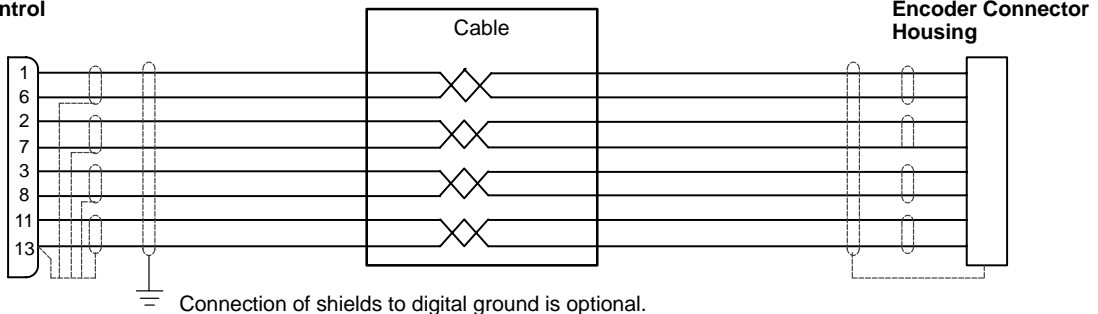 Encoder Connector
Housing
Cable
1
6
2
7
3
8
11
13
Connection of shields to digital ground is optional.